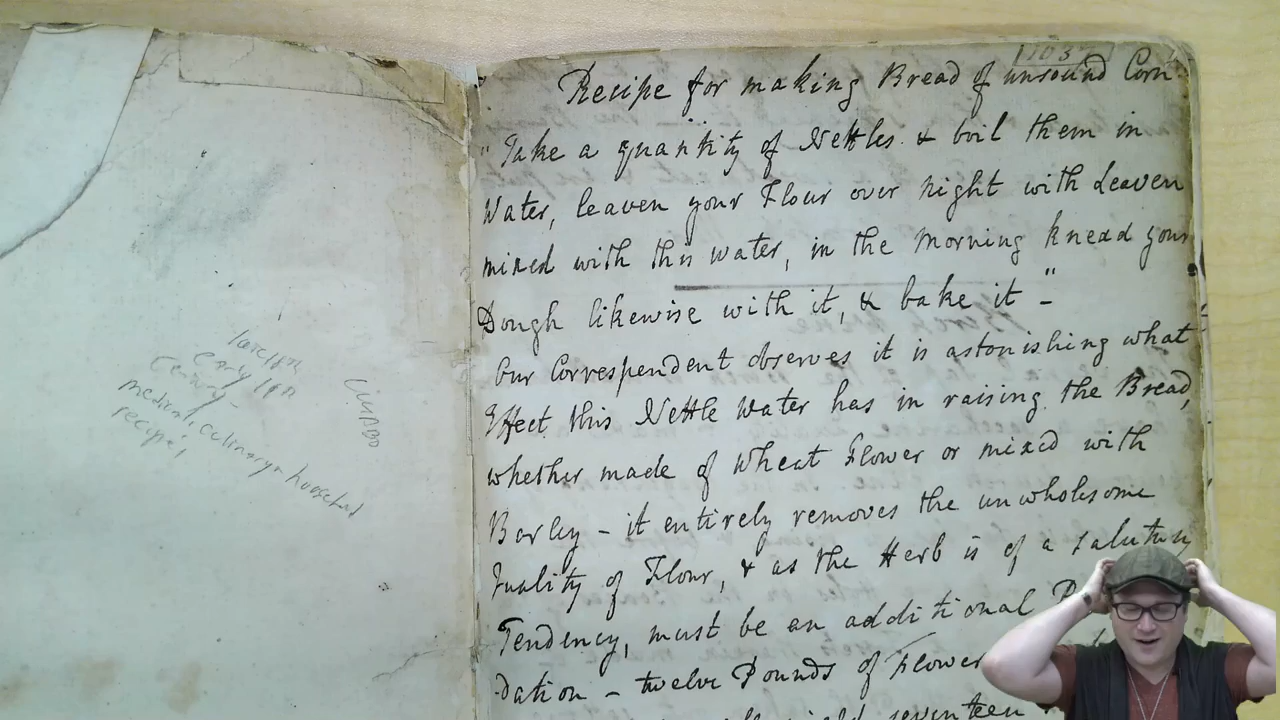 late 18th
early 19th
Century -
medical, culinary + household
recipes
1037
Recipe for making Bread of unsound Corn
"Take a quantity of Nettles & boil them in
Water, leaven your Flour over night with Leaven
mixed with this water, in the Morning knead your
Dough likewise with it, & bake it -"
Our Correspondent observes it is astonishing what
Effect this Nettle Water has in raising the Bread,
whether made of Wheat Flower or mixed with
Barley - it entirely removes the unwholesome
Quality of Flour, & as the Herb is of a salutary
Tendency, must be an additional
dation - twelve Pounds of Flower
seventeen